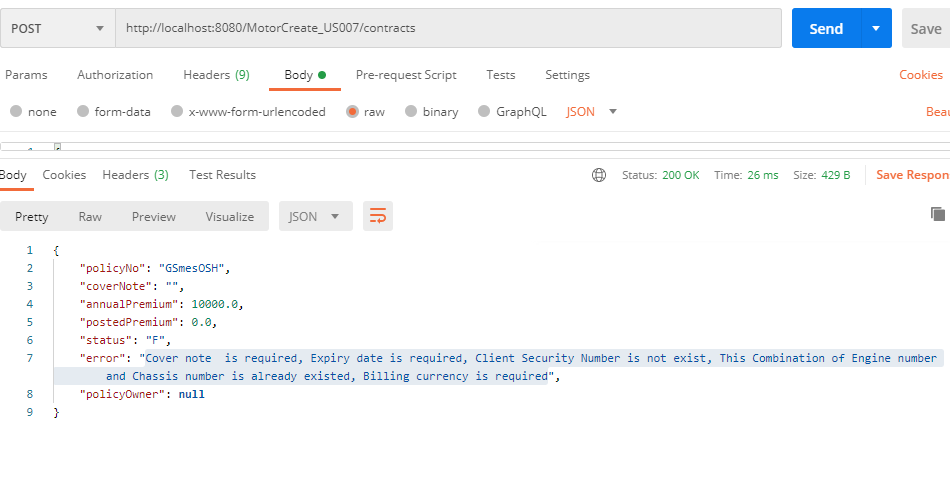 POST http://localhost:8080/MotorCreate_US007/contracts Send Save
Params Authorization Headers (9) Body Pre-request Script Tests Settings Cookies
none form-data x-www-form-urlencoded raw binary GraphQL JSON Beau
Body Cookies Headers (3) Test Results Status: 200 OK Time: 26 ms Size: 429 B Save Respon
Pretty Raw Preview Visualize JSON
1 {
2 "policyNo": "GSmesOSH",
3 "coverNote": "",
4 "annualPremium": 10000.0,
5 "postedPremium": 0.0,
6 "status": "F",
7 "error": "Cover note  is required, Expiry date is required, Client Security Number is not exist, This Combination of Engine number
and Chassis number is already existed, Billing currency is required",
8 "policyOwner": null
9 }